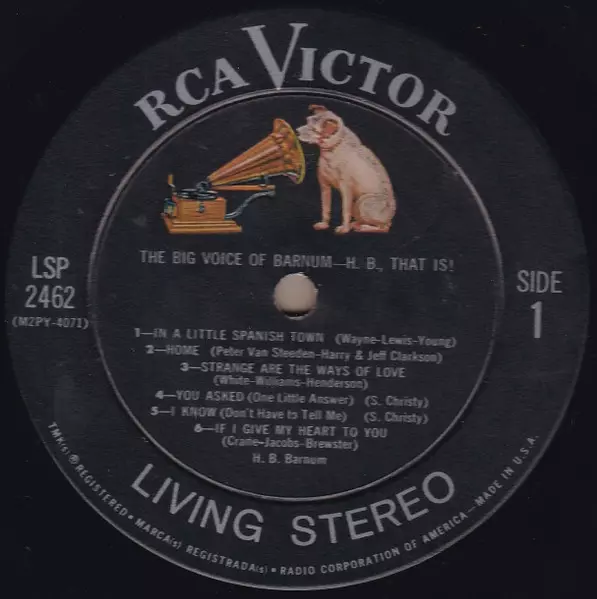 RCA VICTOR
THE BIG VOICE OF BARNUM—H. B., THAT IS!
LSP
2462
(M2PY-4071)
SIDE
1
1—IN A LITTLE SPANISH TOWN (Wayne-Lewis-Young)
2—HOME (Peter Van Steeden-Harry & Jeff Clarkson)
3—STRANGE ARE THE WAYS OF LOVE
(White-Williams-Henderson)
4—YOU ASKED (One Little Answer) (S. Christy)
5—I KNOW (Don't Have to Tell Me) (S. Christy)
6—IF I GIVE MY HEART TO YOU
(Crane-Jacobs-Brewster)
H. B. Barnum
LIVING STEREO
TMK(s) ® REGISTERED • MARCA(s) REGISTRADA(s) • RADIO CORPORATION OF AMERICA—MADE IN U.S.A.